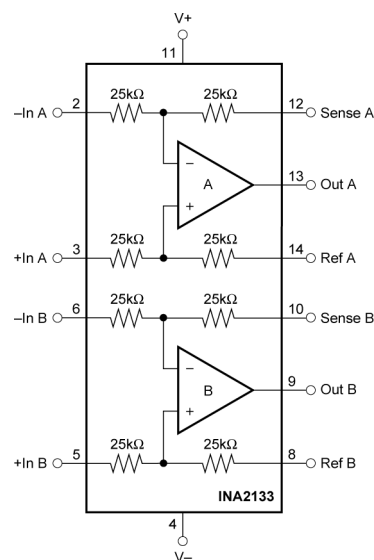 V+
11
25kΩ 25kΩ
–In A 2 12 Sense A
–
A 13 Out A
+
25kΩ 25kΩ
+In A 3 14 Ref A
25kΩ 25kΩ
–In B 6 10 Sense B
–
B 9 Out B
+
25kΩ 25kΩ
+In B 5 8 Ref B
INA2133
4
V–